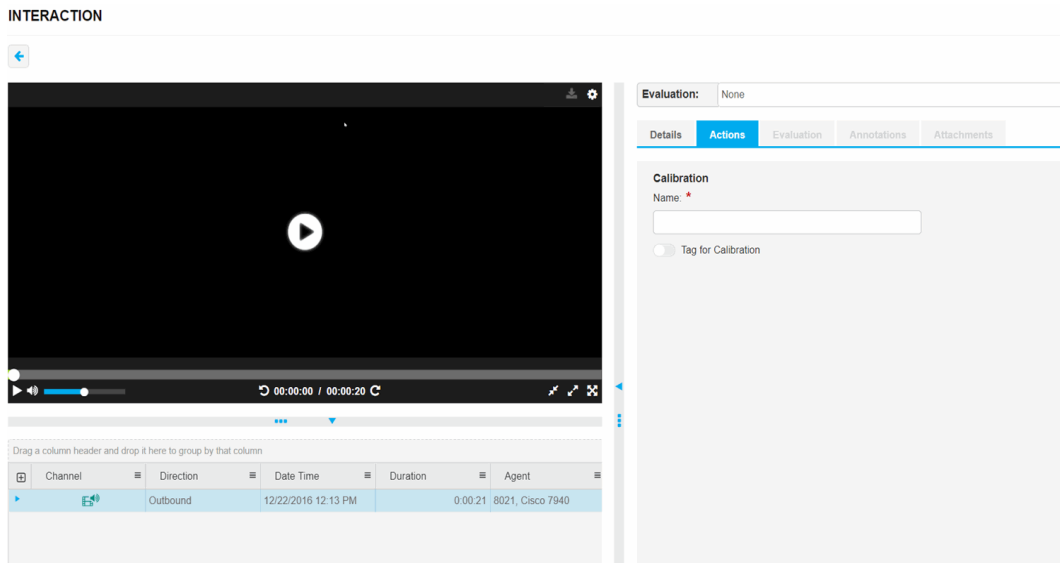 INTERACTION
Evaluation: None
Details Actions Evaluation Annotations Attachments
Calibration
Name: *
Tag for Calibration
00:00:00 / 00:00:20
Drag a column header and drop it here to group by that column
Channel Direction Date Time Duration Agent
Outbound 12/22/2016 12:13 PM 0:00:21 8021, Cisco 7940